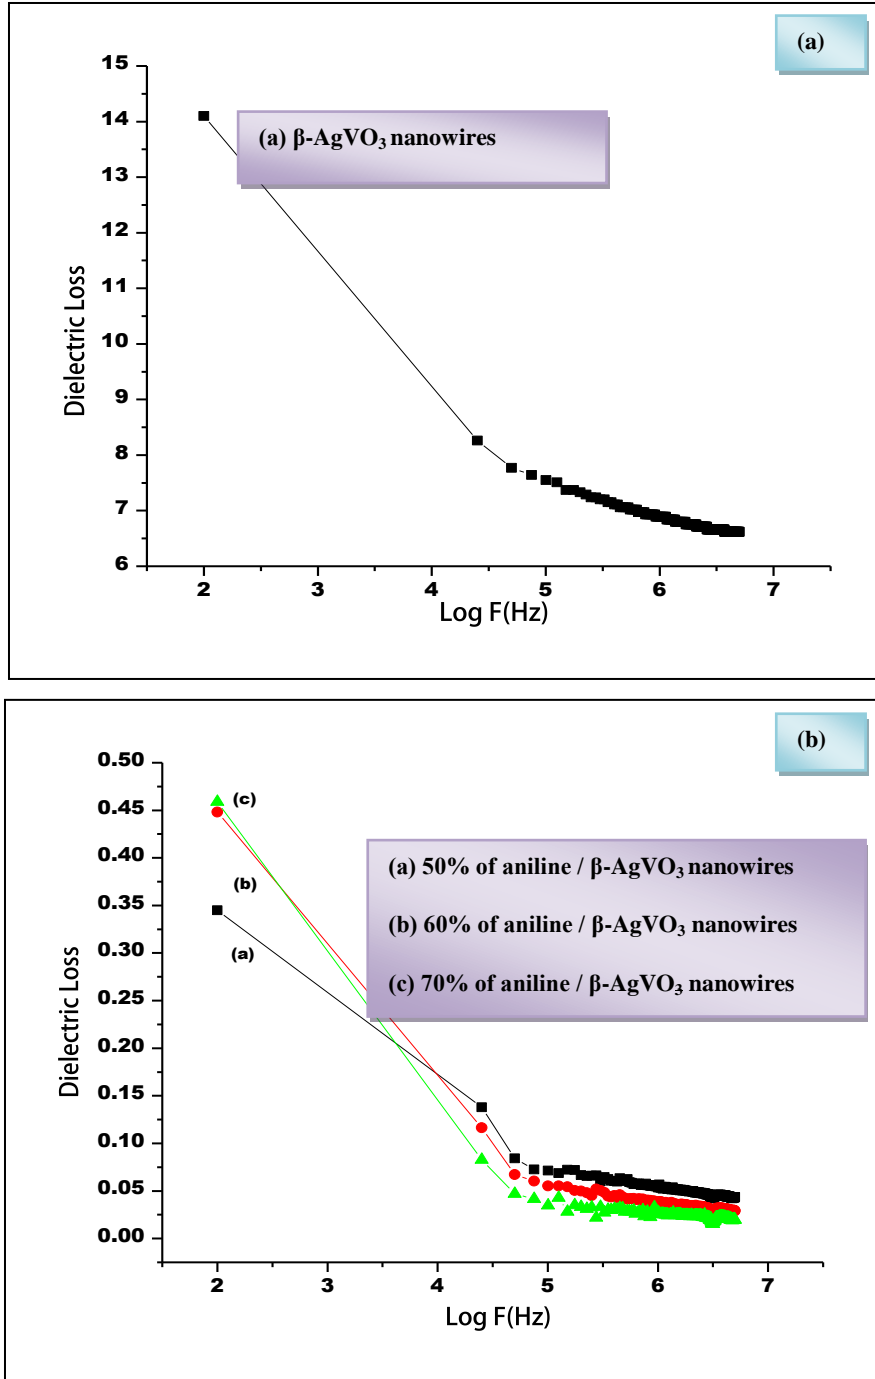 (a)
15
14
13
12
11
10
9
8
7
6
Dielectric Loss
(a) β-AgVO₃ nanowires
2 3 4 5 6 7
Log F(Hz)
(b)
0.50
0.45
0.40
0.35
0.30
0.25
0.20
0.15
0.10
0.05
0.00
Dielectric Loss
(c)
(b)
(a)
(a) 50% of aniline / β-AgVO₃ nanowires
(b) 60% of aniline / β-AgVO₃ nanowires
(c) 70% of aniline / β-AgVO₃ nanowires
2 3 4 5 6 7
Log F(Hz)